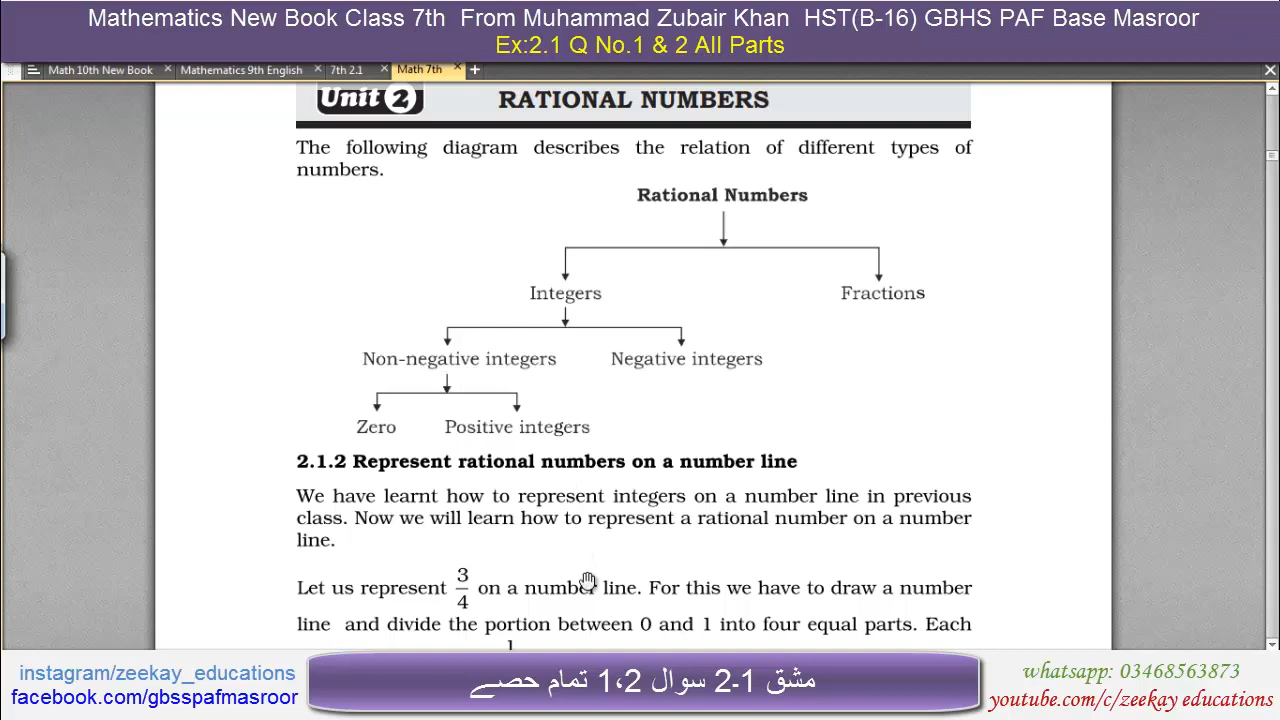 Mathematics New Book Class 7th From Muhammad Zubair Khan HST(B-16) GBHS PAF Base Masroor
Ex:2.1 Q No.1 & 2 All Parts
Math 10th New Book
Mathematics 9th English
7th 2.1
Math 7th
Unit 2
RATIONAL NUMBERS
The following diagram describes the relation of different types of
numbers.
Rational Numbers
Integers
Fractions
Non-negative integers
Negative integers
Zero
Positive integers
2.1.2 Represent rational numbers on a number line
We have learnt how to represent integers on a number line in previous
class. Now we will learn how to represent a rational number on a number
line.
Let us represent 3/4 on a number line. For this we have to draw a number
line and divide the portion between 0 and 1 into four equal parts. Each
1
instagram/zeekay_educations
facebook.com/gbsspafmasroor
مشق 1-2 سوال 1،2 تمام حصے
whatsapp: 03468563873
youtube.com/c/zeekay educations